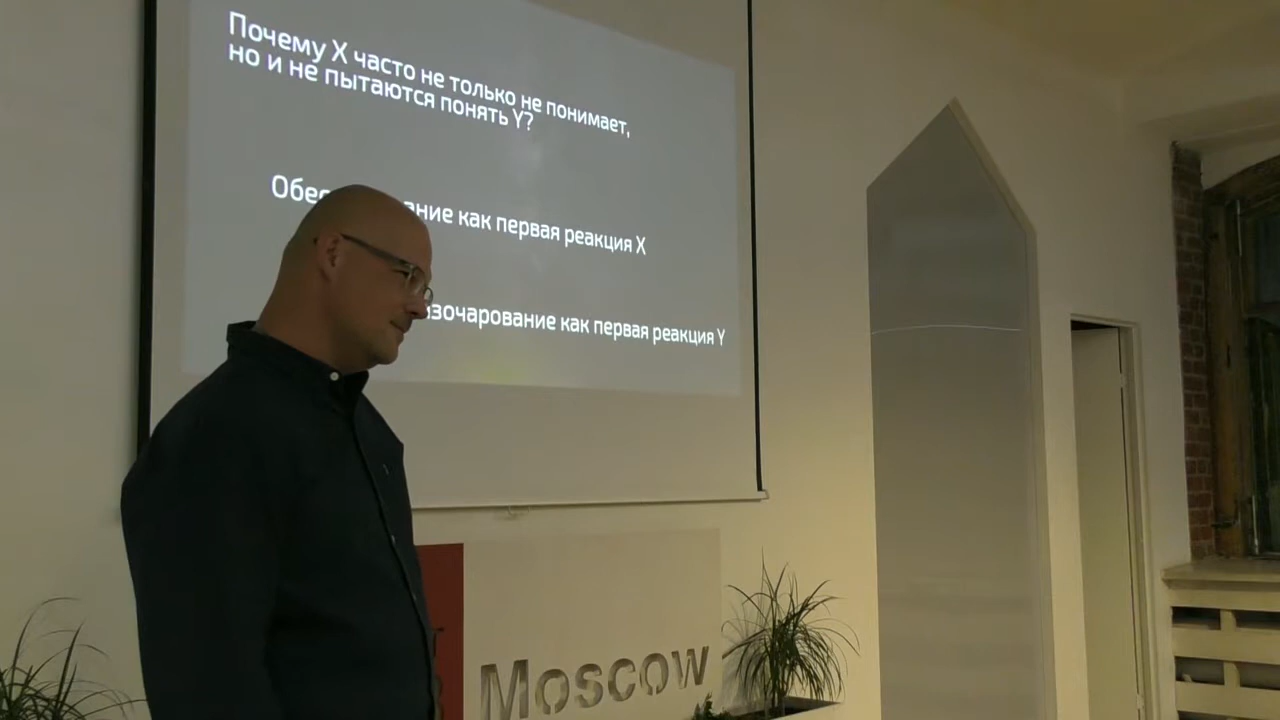 Почему X часто не только не понимает,
но и не пытаются понять Y?
как первая реакция X
как первая реакция Y
Moscow